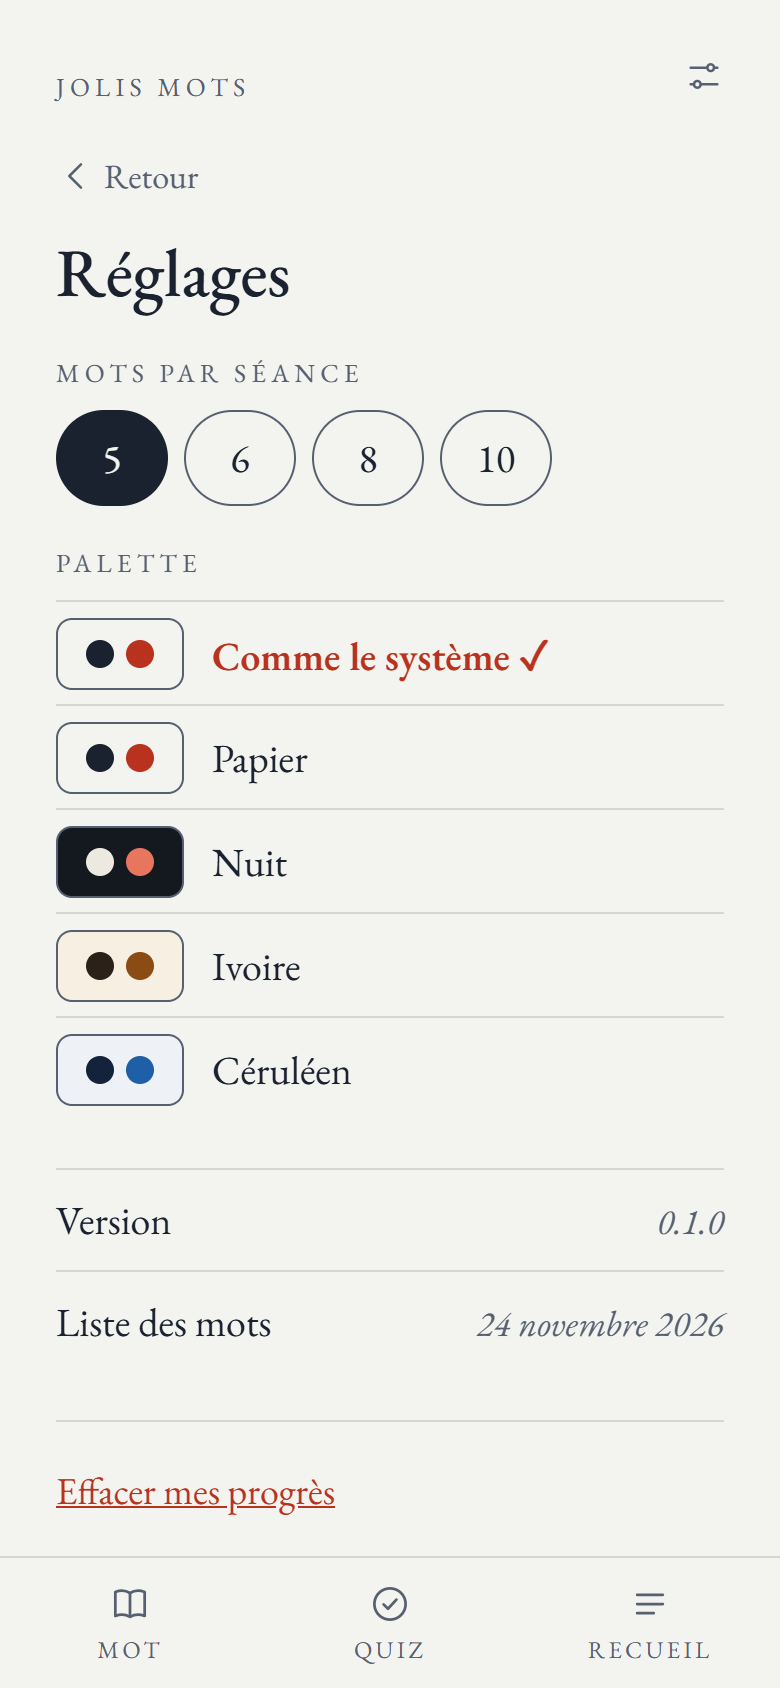 JOLIS MOTS
Retour
Réglages
MOTS PAR SÉANCE
5 6 8 10
PALETTE
Comme le système ✓
Papier
Nuit
Ivoire
Céruléen
Version 0.1.0
Liste des mots 24 novembre 2026
Effacer mes progrès
MOT QUIZ RECUEIL